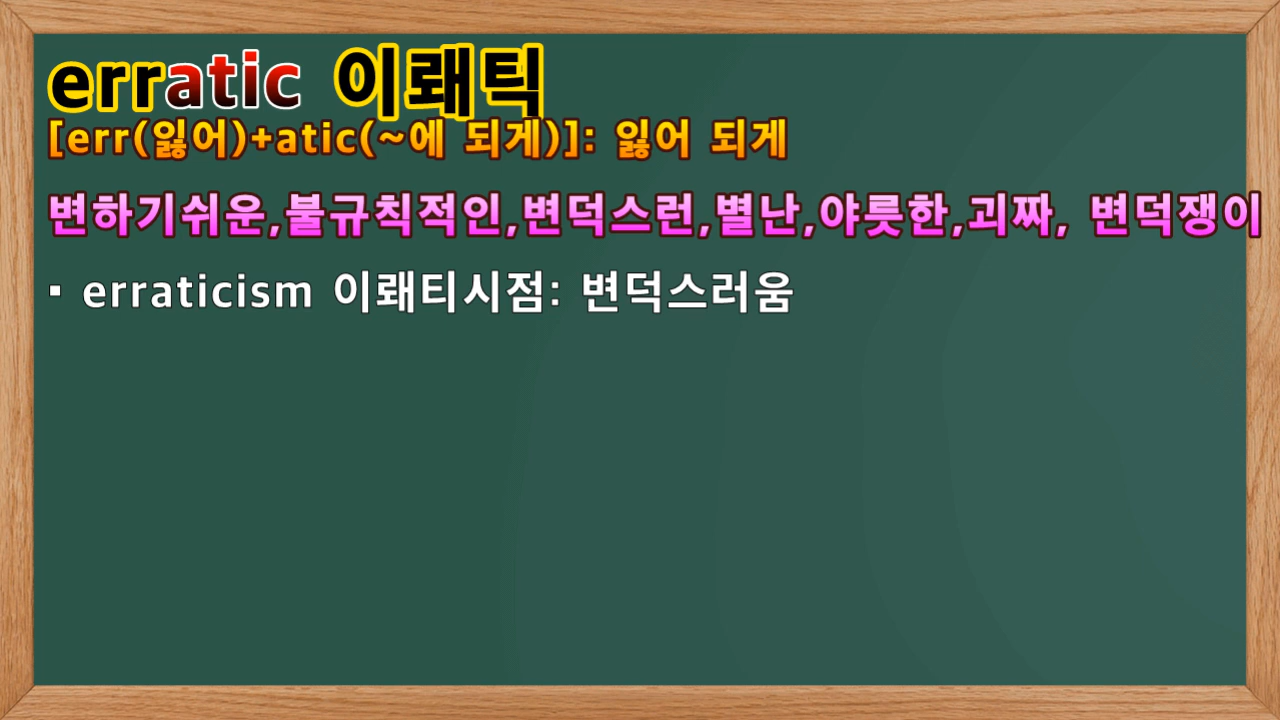 erratic 이뢔틱
[err(잃어)+atic(~에 되게)]: 잃어 되게
변하기쉬운,불규칙적인,변덕스런,별난,야릇한,괴짜, 변덕쟁이
▪ erraticism 이뢔티시점: 변덕스러움